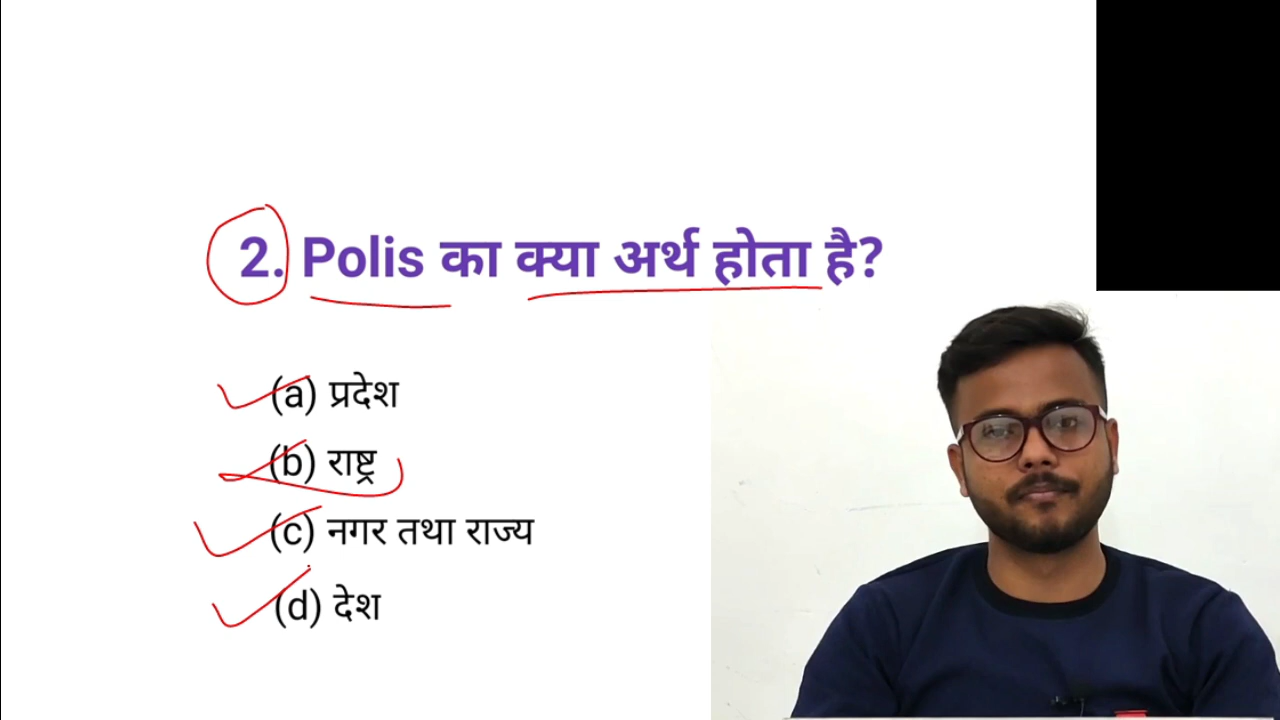 2. Polis का क्या अर्थ होता है?
(a) प्रदेश
(b) राष्ट्र
(c) नगर तथा राज्य
(d) देश